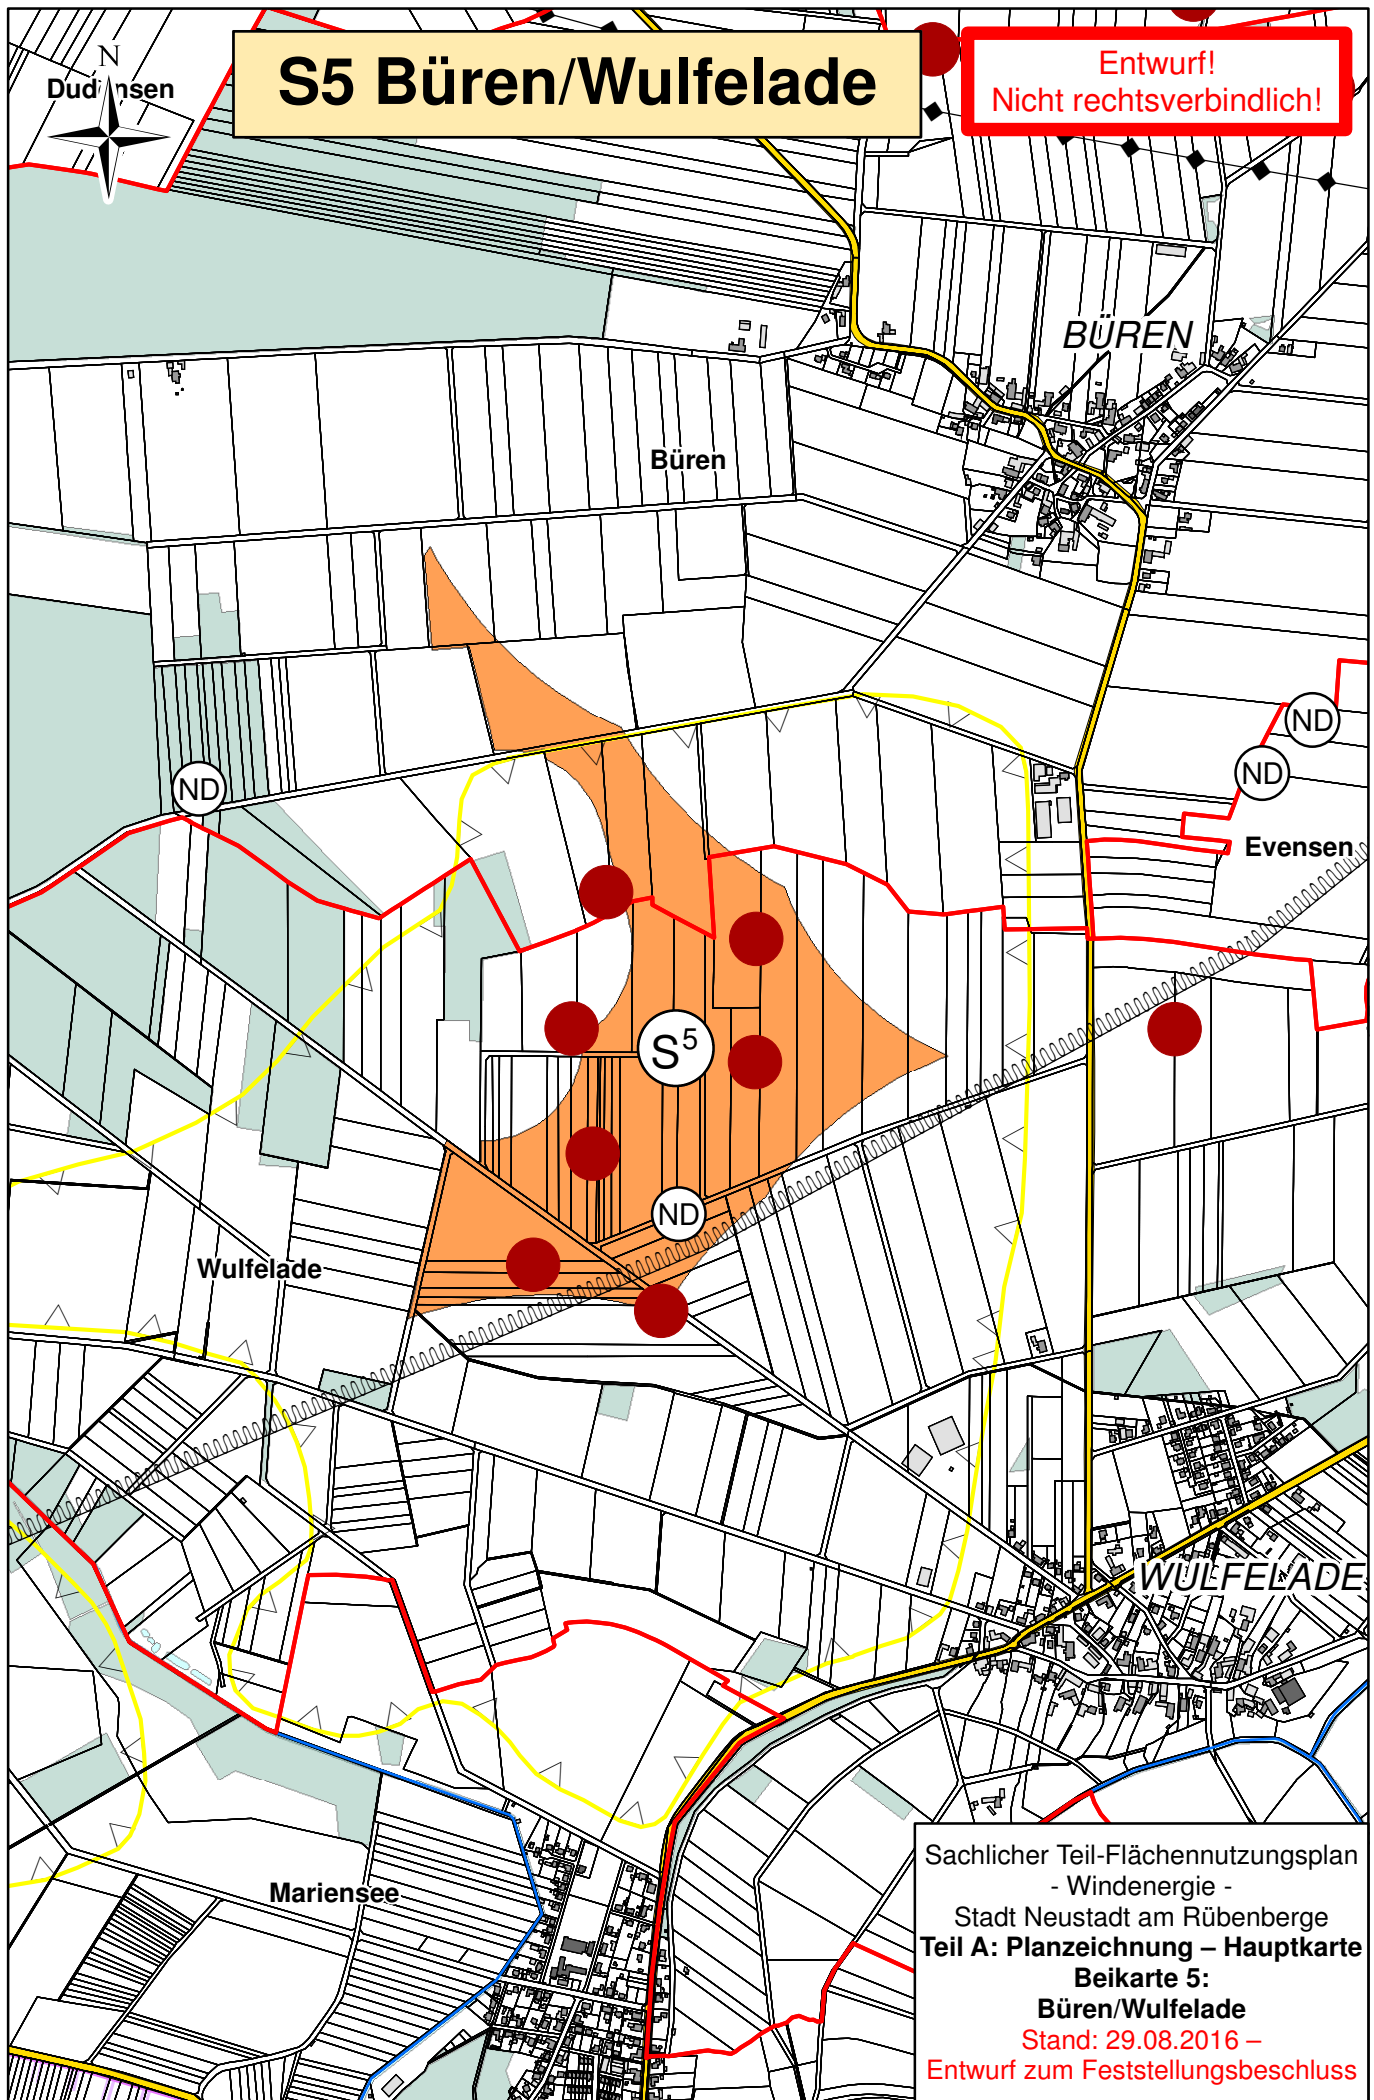 S5 Büren/Wulfelade
Entwurf!
Nicht rechtsverbindlich!
N
Dudensen
BÜREN
Büren
ND
ND
ND
Evensen
S⁵
ND
Wulfelade
WULFELADE
Mariensee
Sachlicher Teil-Flächennutzungsplan
- Windenergie -
Stadt Neustadt am Rübenberge
Teil A: Planzeichnung – Hauptkarte
Beikarte 5:
Büren/Wulfelade
Stand: 29.08.2016 –
Entwurf zum Feststellungsbeschluss